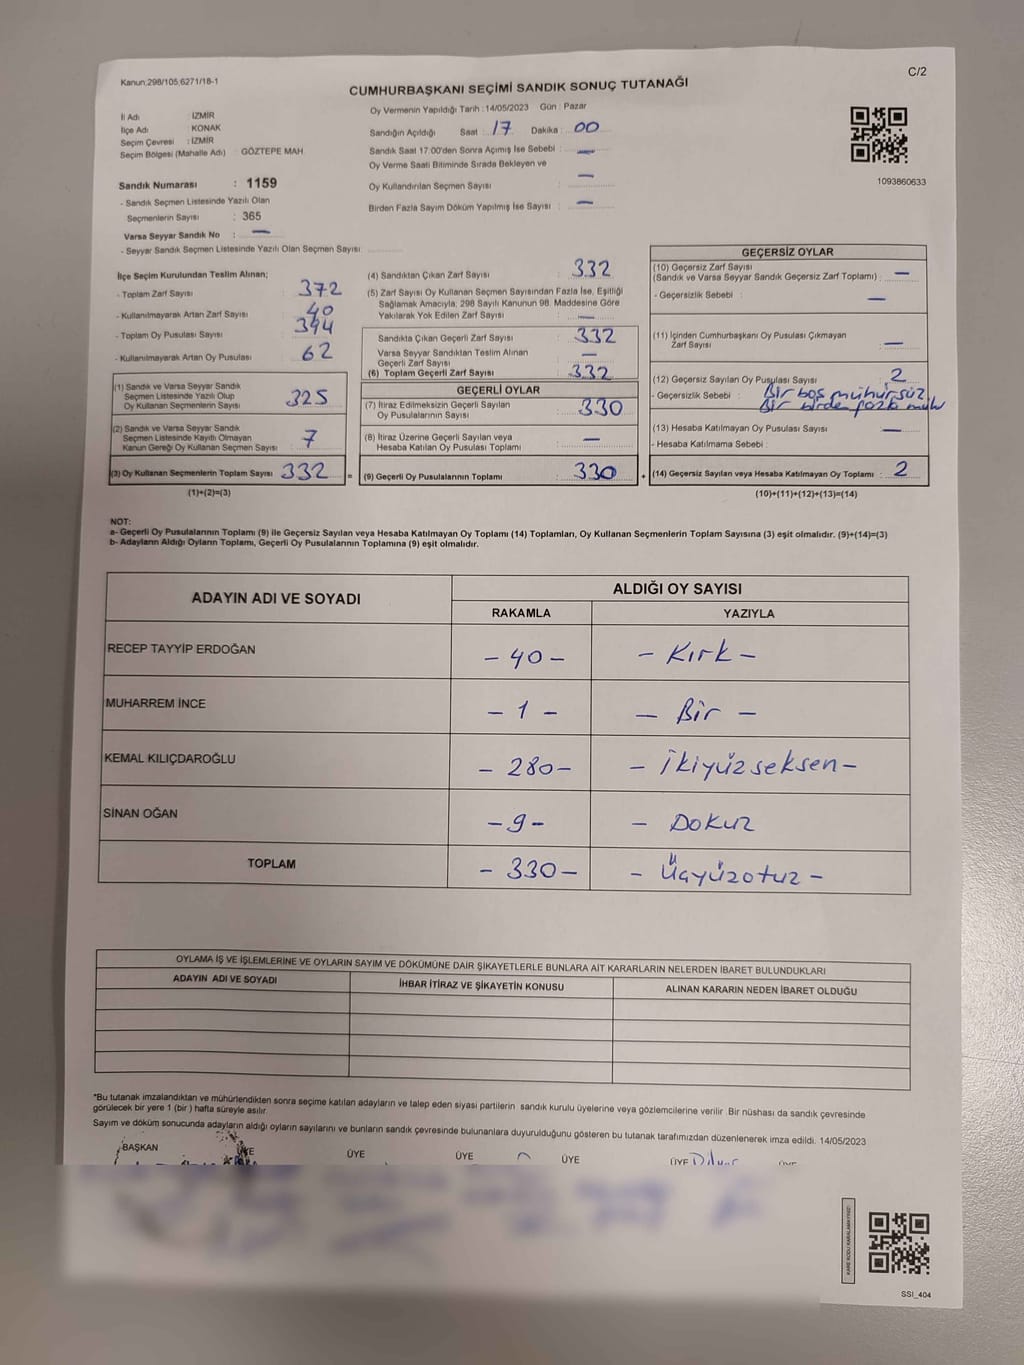 Kanun:298/105,6271/18-1
C/2
CUMHURBAŞKANI SEÇİMİ SANDIK SONUÇ TUTANAĞI
İl Adı : İZMİR
İlçe Adı : KONAK
Seçim Çevresi : İZMİR
Seçim Bölgesi (Mahalle Adı) : GÖZTEPE MAH.
Oy Vermenin Yapıldığı Tarih : 14/05/2023 Gün : Pazar
Sandığın Açıldığı Saat : 17 Dakika : 00
Sandık Saat 17:00'den Sonra Açılmış İse Sebebi : —
Oy Verme Saati Bitiminde Sırada Bekleyen ve
Oy Kullandırılan Seçmen Sayısı : —
Birden Fazla Sayım Döküm Yapılmış İse Sayısı : —
1093860633
Sandık Numarası : 1159
- Sandık Seçmen Listesinde Yazılı Olan
Seçmenlerin Sayısı : 365
Varsa Seyyar Sandık No : —
- Seyyar Sandık Seçmen Listesinde Yazılı Olan Seçmen Sayısı :
İlçe Seçim Kurulundan Teslim Alınan;
- Toplam Zarf Sayısı : 372
- Kullanılmayarak Artan Zarf Sayısı : 40
- Toplam Oy Pusulası Sayısı : 394
- Kullanılmayarak Artan Oy Pusulası : 62
(1) Sandık ve Varsa Seyyar Sandık
Seçmen Listesinde Yazılı Olup
Oy Kullanan Seçmenlerin Sayısı : 325
(2) Sandık ve Varsa Seyyar Sandık
Seçmen Listesinde Kayıtlı Olmayan
Kanun Gereği Oy Kullanan Seçmen Sayısı : 7
(3) Oy Kullanan Seçmenlerin Toplam Sayısı : 332
(1)+(2)=(3)
(4) Sandıktan Çıkan Zarf Sayısı : 332
(5) Zarf Sayısı Oy Kullanan Seçmen Sayısından Fazla İse, Eşitliği
Sağlamak Amacıyla; 298 Sayılı Kanunun 98. Maddesine Göre
Yakılarak Yok Edilen Zarf Sayısı : —
Sandıkta Çıkan Geçerli Zarf Sayısı : 332
Varsa Seyyar Sandıktan Teslim Alınan
Geçerli Zarf Sayısı : —
(6) Toplam Geçerli Zarf Sayısı : 332
GEÇERLİ OYLAR
(7) İtiraz Edilmeksizin Geçerli Sayılan
Oy Pusulalarının Sayısı : 330
(8) İtiraz Üzerine Geçerli Sayılan veya
Hesaba Katılan Oy Pusulası Toplamı : —
= (9) Geçerli Oy Pusulalarının Toplamı : 330
GEÇERSİZ OYLAR
(10) Geçersiz Zarf Sayısı
(Sandık ve Varsa Seyyar Sandık Geçersiz Zarf Toplamı) : —
- Geçersizlik Sebebi : —
(11) İçinden Cumhurbaşkanı Oy Pusulası Çıkmayan
Zarf Sayısı : —
(12) Geçersiz Sayılan Oy Pusulası Sayısı : 2
- Geçersizlik Sebebi : Bir boş mühürsüz
Bir birden fazla müh
(13) Hesaba Katılmayan Oy Pusulası Sayısı : —
- Hesaba Katılmama Sebebi :
+ (14) Geçersiz Sayılan veya Hesaba Katılmayan Oy Toplamı : 2
(10)+(11)+(12)+(13)=(14)
NOT:
a- Geçerli Oy Pusulalarının Toplamı (9) ile Geçersiz Sayılan veya Hesaba Katılmayan Oy Toplamı (14) Toplamları, Oy Kullanan Seçmenlerin Toplam Sayısına (3) eşit olmalıdır. (9)+(14)=(3)
b- Adayların Aldığı Oyların Toplamı, Geçerli Oy Pusulalarının Toplamına (9) eşit olmalıdır.
ADAYIN ADI VE SOYADI
ALDIĞI OY SAYISI
RAKAMLA YAZIYLA
RECEP TAYYİP ERDOĞAN - 40 - - Kırk -
MUHARREM İNCE - 1 - - Bir -
KEMAL KILIÇDAROĞLU - 280 - - ikiyüzseksen -
SİNAN OĞAN - 9 - - Dokuz
TOPLAM - 330 - - Üçyüzotuz -
OYLAMA İŞ VE İŞLEMLERİNE VE OYLARIN SAYIM VE DÖKÜMÜNE DAİR ŞİKAYETLERLE BUNLARA AİT KARARLARIN NELERDEN İBARET BULUNDUKLARI
ADAYIN ADI VE SOYADI İHBAR İTİRAZ VE ŞİKAYETİN KONUSU ALINAN KARARIN NEDEN İBARET OLDUĞU
*Bu tutanak imzalandıktan ve mühürlendikten sonra seçime katılan adayların ve talep eden siyasi partilerin sandık kurulu üyelerine veya gözlemcilerine verilir. Bir nüshası da sandık çevresinde
görülecek bir yere 1 (bir ) hafta süreyle asılır.
Sayım ve döküm sonucunda adayların aldığı oyların sayılarını ve bunların sandık çevresinde bulunanlara duyurulduğunu gösteren bu tutanak tarafımızdan düzenlenerek imza edildi. 14/05/2023
BAŞKAN ÜYE ÜYE ÜYE ÜYE ÜYE ÜYE
KARE KODU KARALAMAYINIZ!
SSI_404